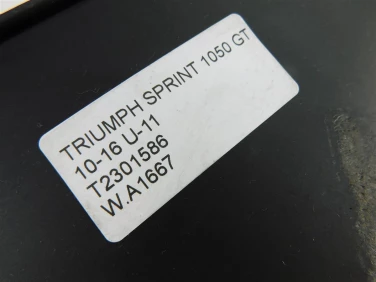 TRIUMPH SPRINT 1050 GT
10-16 U-11
T2301586
W.A1667